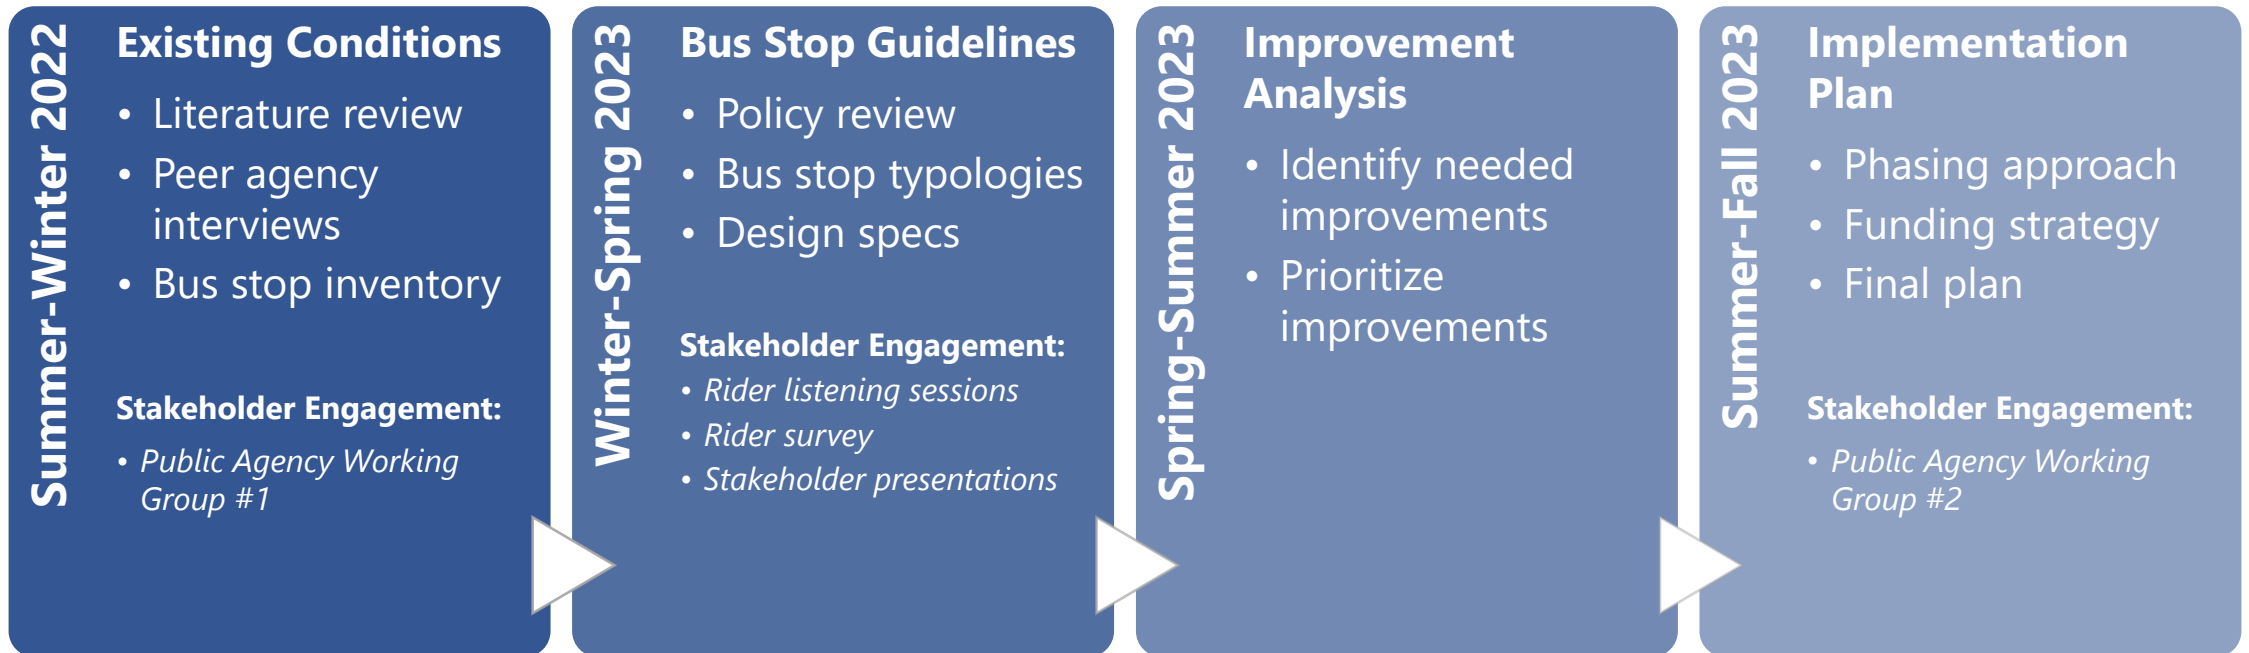 Summer-Winter 2022
Existing Conditions
• Literature review
• Peer agency
interviews
• Bus stop inventory
Stakeholder Engagement:
• Public Agency Working
Group #1
Winter-Spring 2023
Bus Stop Guidelines
• Policy review
• Bus stop typologies
• Design specs
Stakeholder Engagement:
• Rider listening sessions
• Rider survey
• Stakeholder presentations
Spring-Summer 2023
Improvement
Analysis
• Identify needed
improvements
• Prioritize
improvements
Summer-Fall 2023
Implementation
Plan
• Phasing approach
• Funding strategy
• Final plan
Stakeholder Engagement:
• Public Agency Working
Group #2